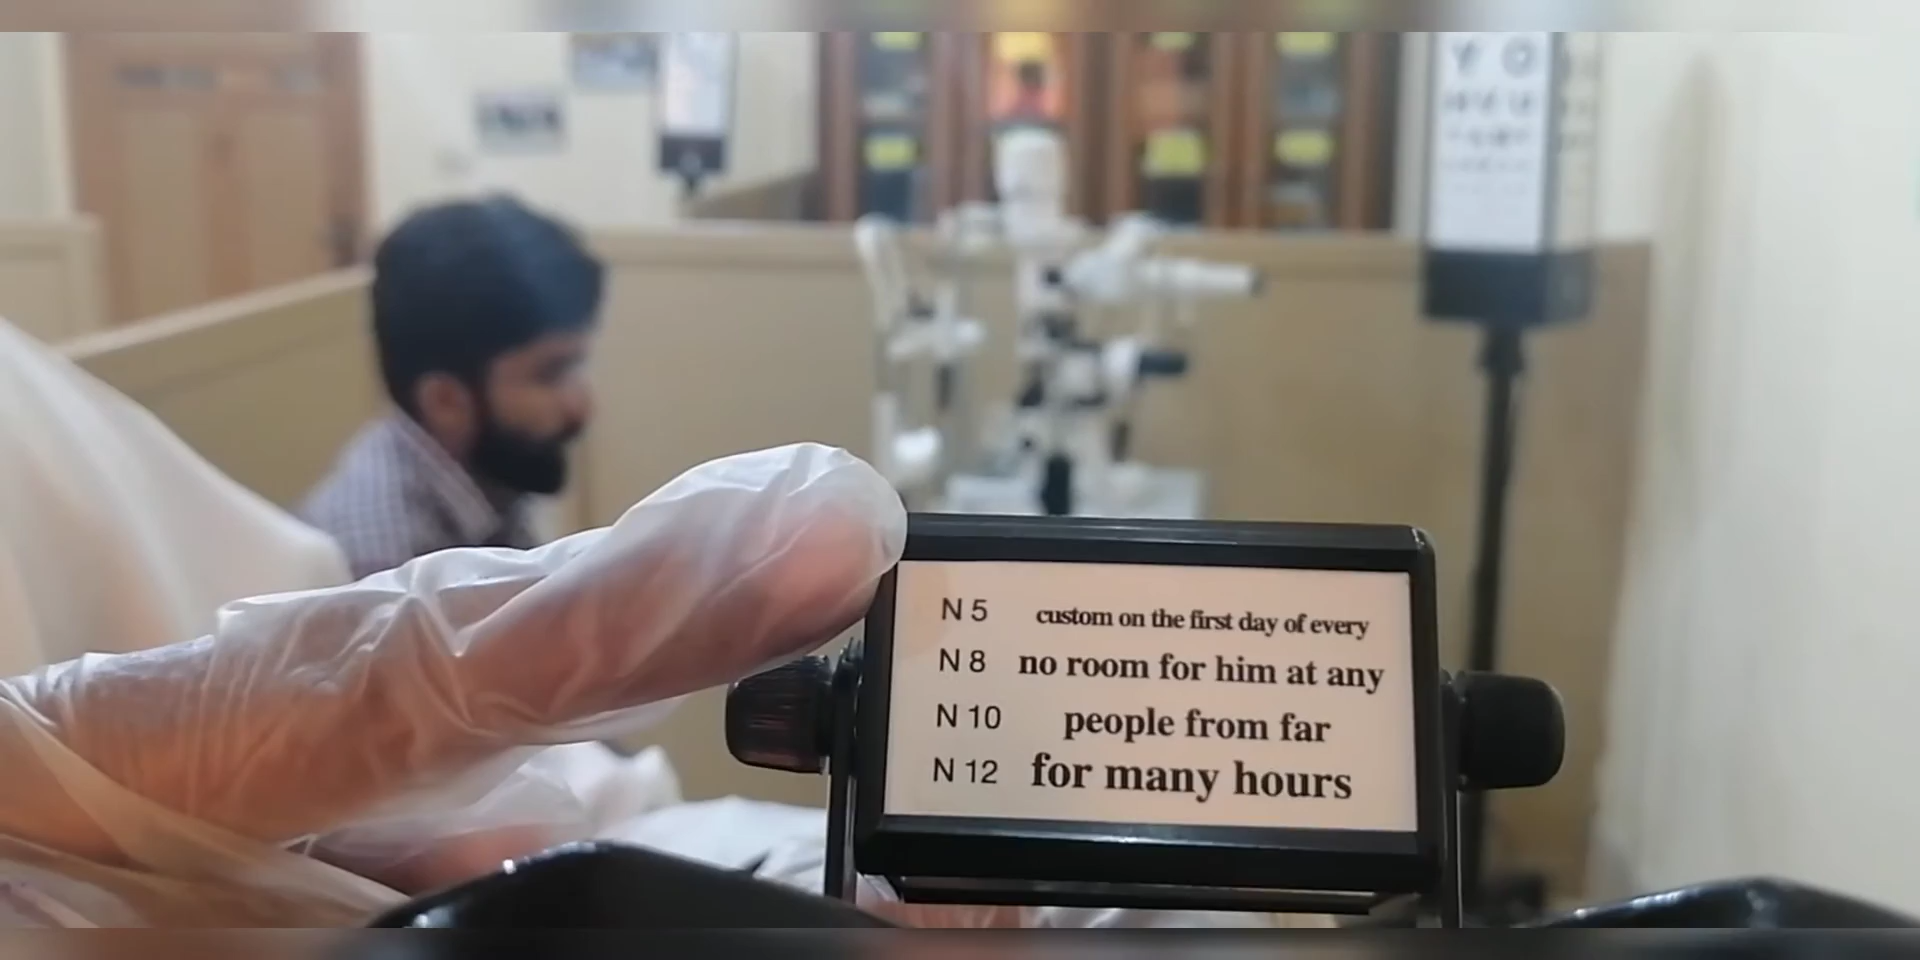 Y O
H V U
N 5 custom on the first day of every
N 8 no room for him at any
N 10 people from far
N 12 for many hours